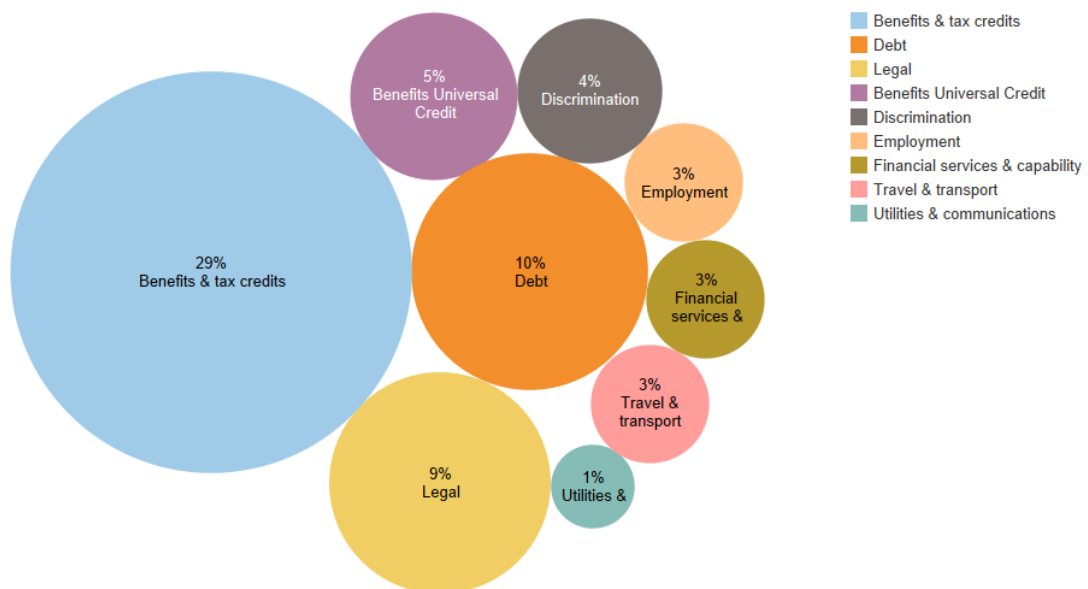 5%
Benefits Universal
Credit
4%
Discrimination
3%
Employment
29%
Benefits & tax credits
10%
Debt
3%
Financial
services &
3%
Travel &
transport
9%
Legal
1%
Utilities &
Benefits & tax credits
Debt
Legal
Benefits Universal Credit
Discrimination
Employment
Financial services & capability
Travel & transport
Utilities & communications